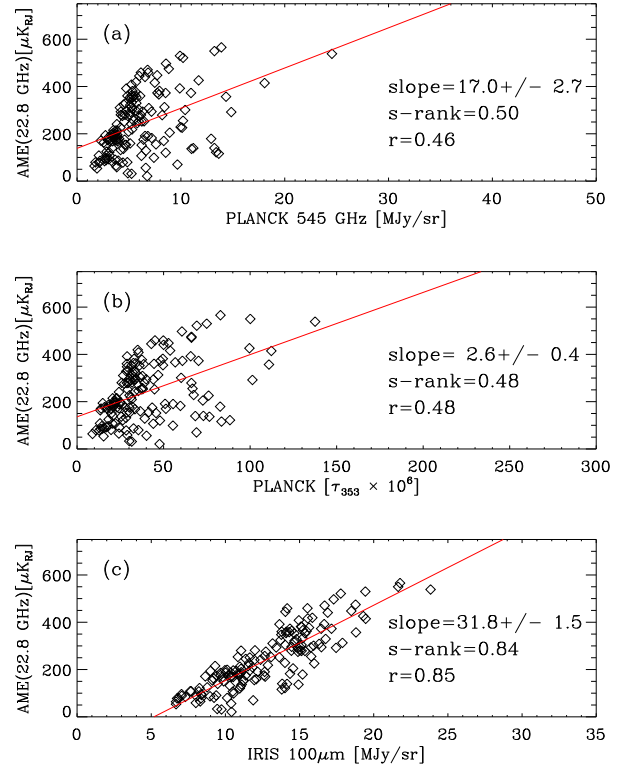 (a)
AME(22.8 GHz)[μK_RJ]
600
400
200
0
slope=17.0+/- 2.7
s-rank=0.50
r=0.46
0 10 20 30 40 50
PLANCK 545 GHz [MJy/sr]
(b)
AME(22.8 GHz)[μK_RJ]
600
400
200
0
slope= 2.6+/- 0.4
s-rank=0.48
r=0.48
0 50 100 150 200 250 300
PLANCK [τ_353 × 10^6]
(c)
AME(22.8 GHz)[μK_RJ]
600
400
200
0
slope=31.8+/- 1.5
s-rank=0.84
r=0.85
0 5 10 15 20 25 30 35
IRIS 100μm [MJy/sr]